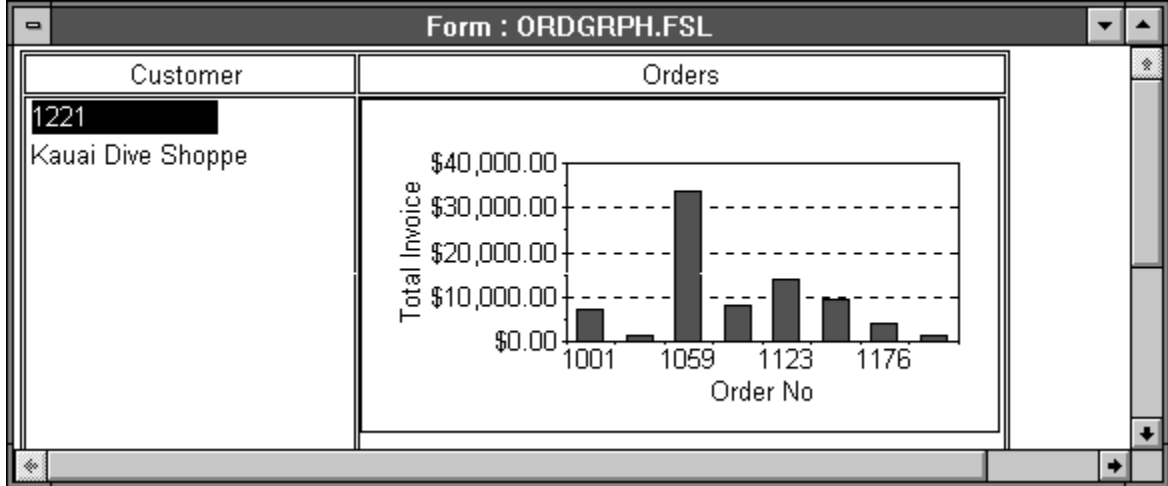 Form : ORDGRPH.FSL
Customer
Orders
1221
Kauai Dive Shoppe
$40,000.00
$30,000.00
$20,000.00
$10,000.00
$0.00
Total Invoice
1001 1059 1123 1176
Order No